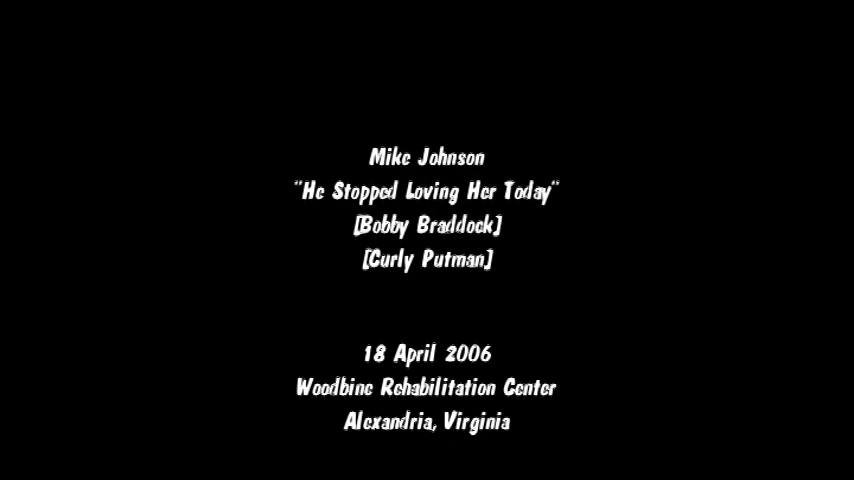 Mike Johnson
"He Stopped Loving Her Today"
[Bobby Braddock]
[Curly Putman]
18 April 2006
Woodbine Rehabilitation Center
Alexandria, Virginia